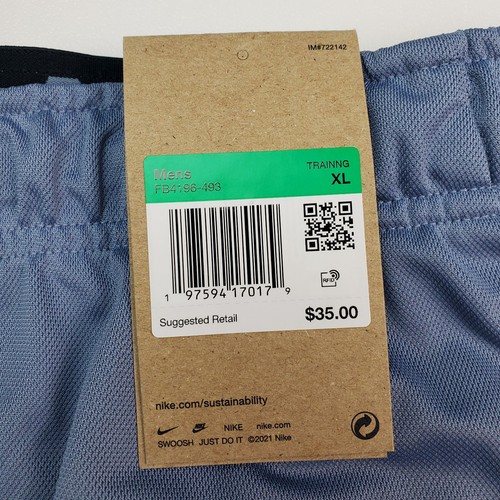 IM#722142
Mens
TRAINNG
FB4196-493
XL
RFID
1 97594 17017 9
Suggested Retail
$35.00
nike.com/sustainability
NIKE nike.com
SWOOSH JUST DO IT ©2021 Nike